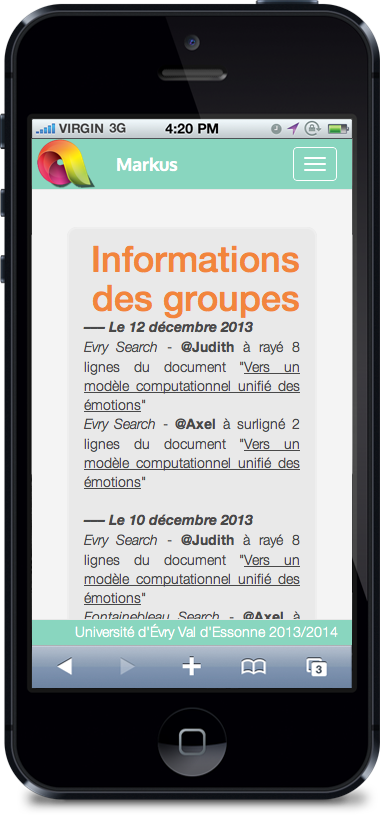 VIRGIN 3G 4:20 PM
Markus
Informations
des groupes
—– Le 12 décembre 2013
Evry Search - @Judith à rayé 8
lignes du document "Vers un
modèle computationnel unifié des
émotions"
Evry Search - @Axel à surligné 2
lignes du document "Vers un
modèle computationnel unifié des
émotions"
—– Le 10 décembre 2013
Evry Search - @Judith à rayé 8
lignes du document "Vers un
modèle computationnel unifié des
émotions"
Fontainebleau Search - @Axel à
Université d'Évry Val d'Essonne 2013/2014
3